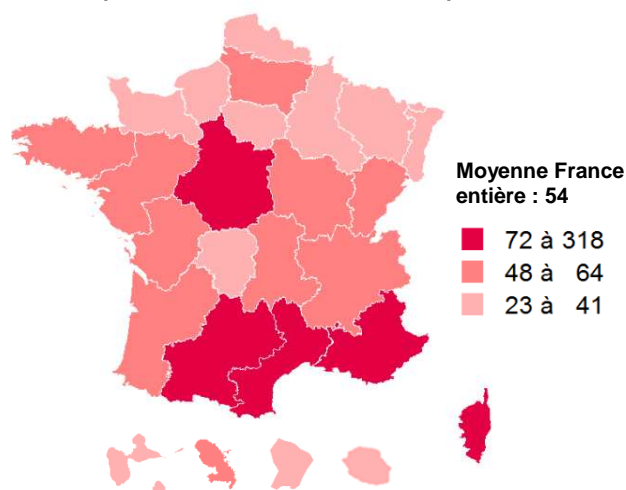 Moyenne France
entière : 54
72 à 318
48 à 64
23 à 41